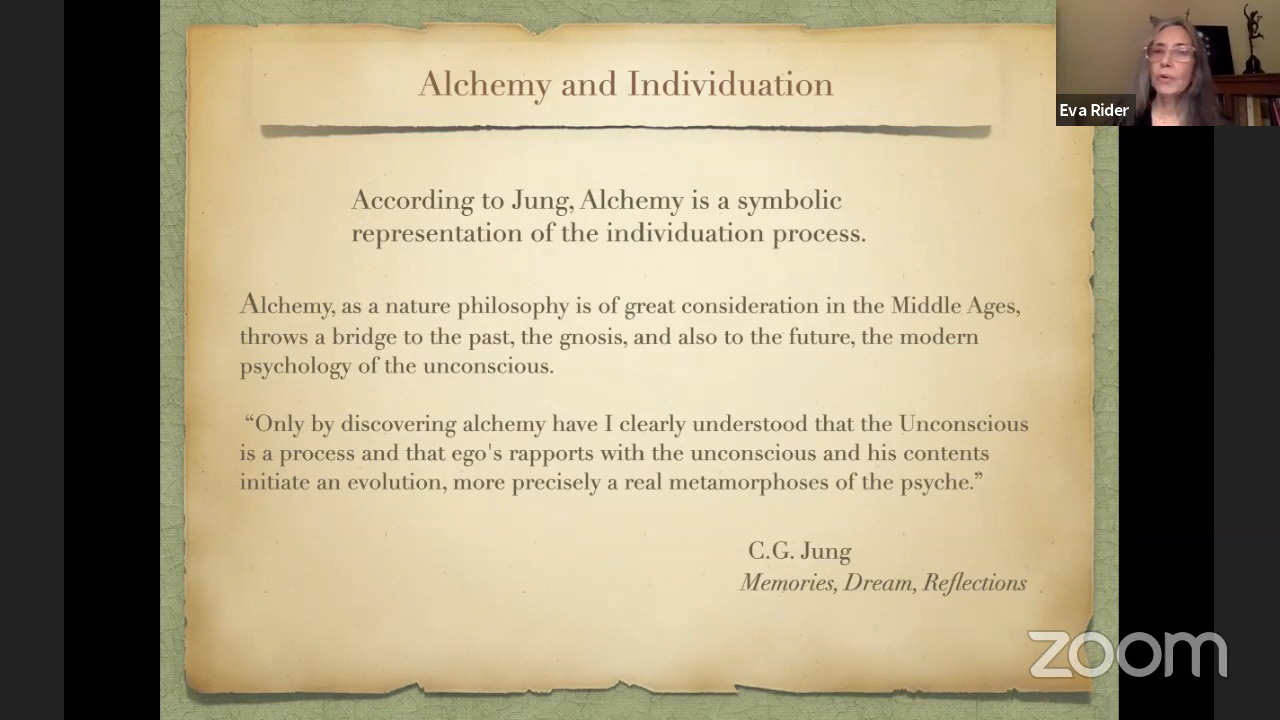 Alchemy and Individuation
Eva Rider
According to Jung, Alchemy is a symbolic
representation of the individuation process.
Alchemy, as a nature philosophy is of great consideration in the Middle Ages,
throws a bridge to the past, the gnosis, and also to the future, the modern
psychology of the unconscious.
“Only by discovering alchemy have I clearly understood that the Unconscious
is a process and that ego's rapports with the unconscious and his contents
initiate an evolution, more precisely a real metamorphoses of the psyche.”
C.G. Jung
Memories, Dream, Reflections
zoom